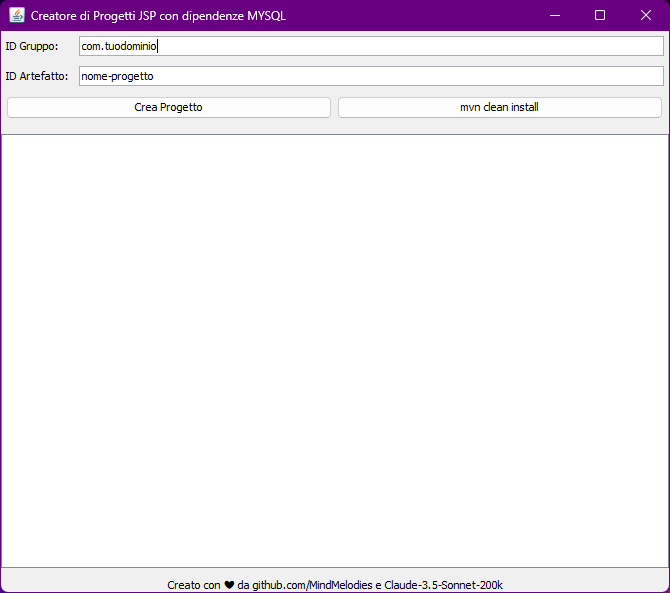 Creatore di Progetti JSP con dipendenze MYSQL
ID Gruppo: com.tuodominio
ID Artefatto: nome-progetto
Crea Progetto mvn clean install
Creato con ❤ da github.com/MindMelodies e Claude-3.5-Sonnet-200k